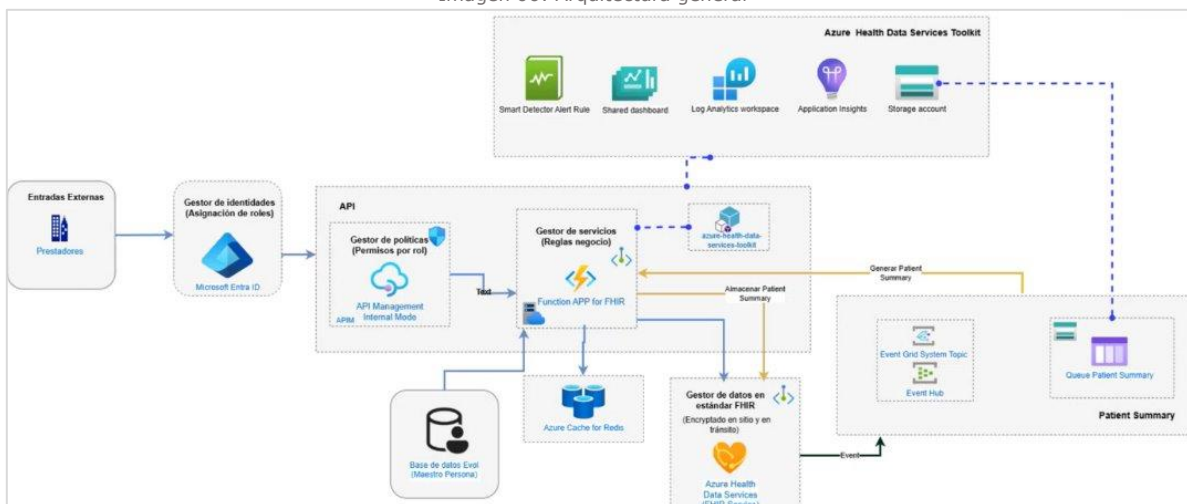 Imagen 60. Arquitectura general
Azure Health Data Services Toolkit
Smart Detector Alert Rule
Shared dashboard
Log Analytics workspace
Application Insights
Storage account
Entradas Externas
Prestadores
Gestor de identidades
(Asignación de roles)
Microsoft Entra ID
API
Gestor de políticas
(Permisos por rol)
API Management
Internal Mode
APIM
Text
Gestor de servicios
(Reglas negocio)
Function APP for FHIR
azure-health-data-
services-toolkit
Generar Patient
Summary
Almacenar Patient
Summary
Event Grid System Topic
Event Hub
Queue Patient Summary
Patient Summary
Base de datos Evol
(Maestro Persona)
Azure Cache for Redis
Gestor de datos en
estándar FHIR
(Encryptado en sitio y en
tránsito)
Azure Health
Data Services
(FHIR Service)
Event